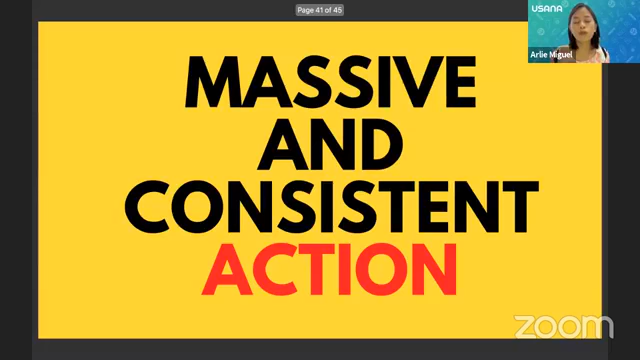 Page 41 of 45
USANA
Arlie Miguel
MASSIVE
AND
CONSISTENT
ACTION
zoom